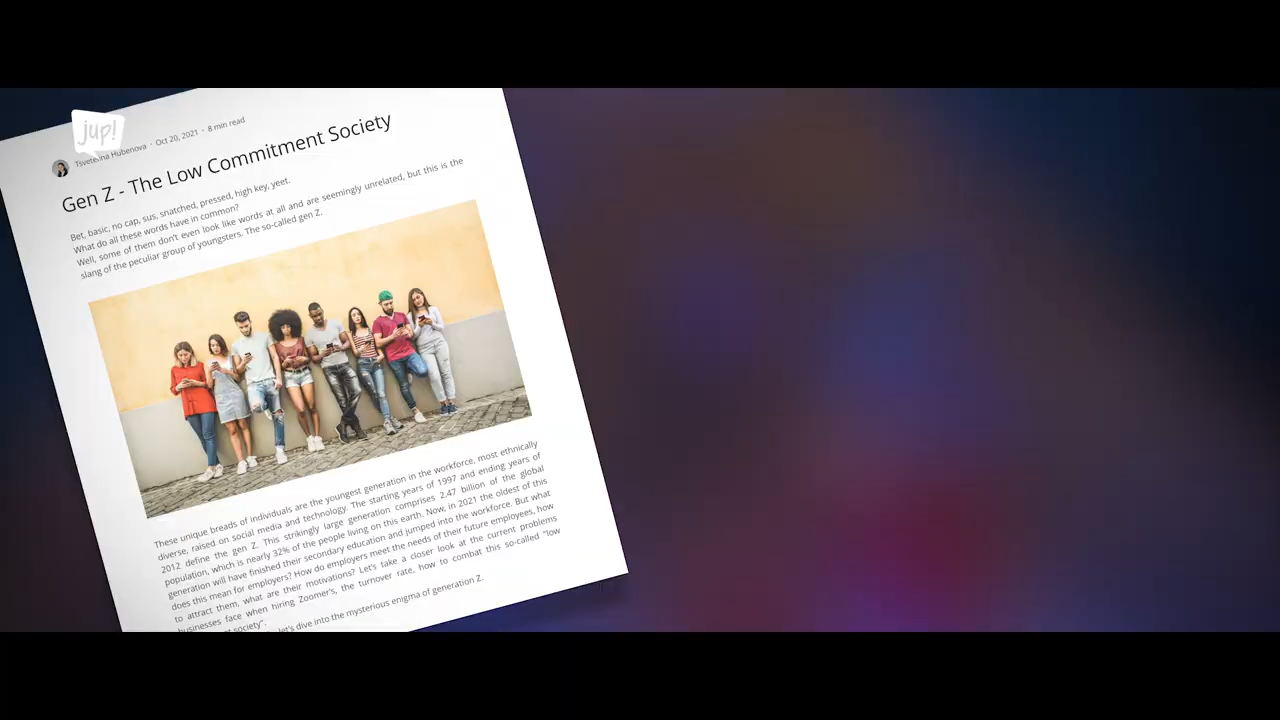 jup!
Tsvetelina Hubenova · Oct 20, 2021 · 8 min read
Gen Z - The Low Commitment Society
Bet, basic, no cap, sus, snatched, pressed, high key, yeet.
What do all these words have in common?
Well, some of them don't even look like words at all and are seemingly unrelated, but this is the
slang of the peculiar group of youngsters. The so-called gen Z.
These unique breads of individuals are the youngest generation in the workforce, most ethnically
diverse, raised on social media and technology. The starting years of 1997 and ending years of
2012 define the gen Z. This strikingly large generation comprises 2.47 billion of the global
population, which is nearly 32% of the people living on this earth. Now, in 2021 the oldest of this
generation will have finished their secondary education and jumped into the workforce. But what
does this mean for employers? How do employers meet the needs of their future employees, how
to attract them, what are their motivations? Let's take a closer look at the current problems
businesses face when hiring Zoomer's, the turnover rate, how to combat this so-called "low
society".
let's dive into the mysterious enigma of generation Z.